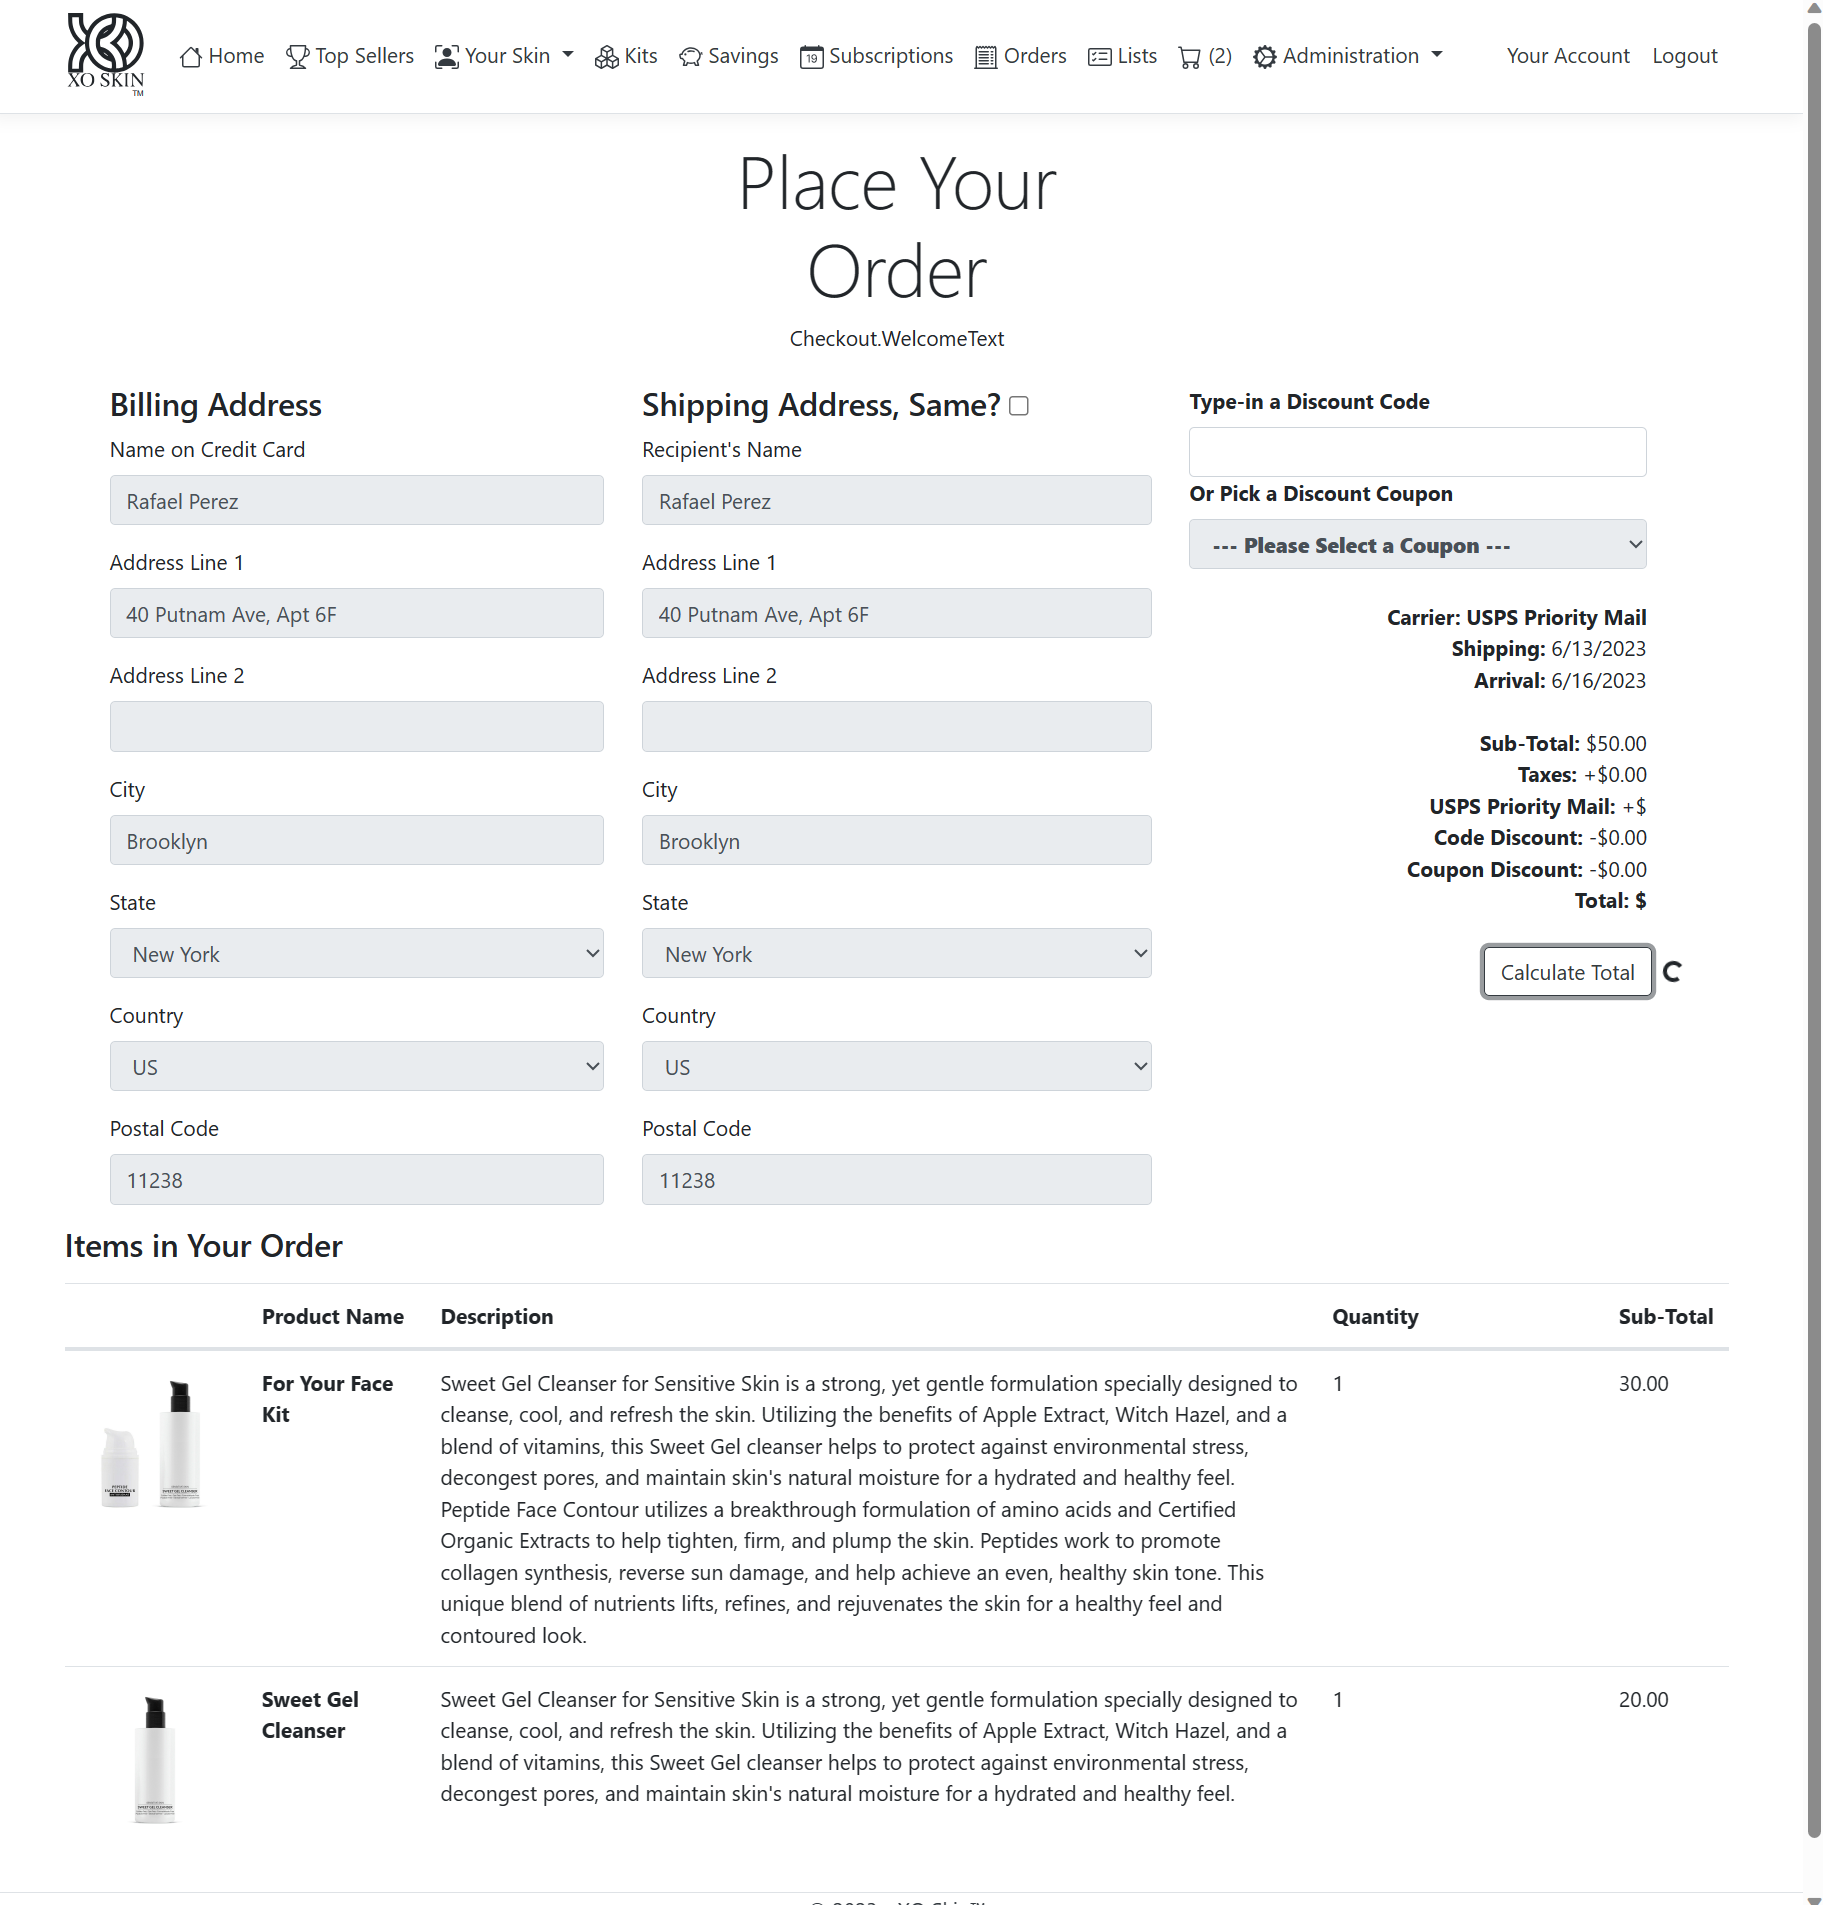 XO SKIN
TM
Home
Top Sellers
Your Skin
Kits
Savings
19
Subscriptions
Orders
Lists
(2)
Administration
Your Account
Logout
Place Your
Order
Checkout.WelcomeText
Billing Address
Name on Credit Card
Rafael Perez
Address Line 1
40 Putnam Ave, Apt 6F
Address Line 2
City
Brooklyn
State
New York
Country
US
Postal Code
11238
Shipping Address, Same?
Recipient's Name
Rafael Perez
Address Line 1
40 Putnam Ave, Apt 6F
Address Line 2
City
Brooklyn
State
New York
Country
US
Postal Code
11238
Type-in a Discount Code
Or Pick a Discount Coupon
--- Please Select a Coupon ---
Carrier: USPS Priority Mail
Shipping: 6/13/2023
Arrival: 6/16/2023
Sub-Total: $50.00
Taxes: +$0.00
USPS Priority Mail: +$
Code Discount: -$0.00
Coupon Discount: -$0.00
Total: $
Calculate Total
Items in Your Order
Product Name Description Quantity Sub-Total
For Your Face
Kit
Sweet Gel Cleanser for Sensitive Skin is a strong, yet gentle formulation specially designed to
cleanse, cool, and refresh the skin. Utilizing the benefits of Apple Extract, Witch Hazel, and a
blend of vitamins, this Sweet Gel cleanser helps to protect against environmental stress,
decongest pores, and maintain skin's natural moisture for a hydrated and healthy feel.
Peptide Face Contour utilizes a breakthrough formulation of amino acids and Certified
Organic Extracts to help tighten, firm, and plump the skin. Peptides work to promote
collagen synthesis, reverse sun damage, and help achieve an even, healthy skin tone. This
unique blend of nutrients lifts, refines, and rejuvenates the skin for a healthy feel and
contoured look.
1
30.00
PEPTIDE
FACE CONTOUR
SWEET GEL CLEANSER
Sweet Gel
Cleanser
Sweet Gel Cleanser for Sensitive Skin is a strong, yet gentle formulation specially designed to
cleanse, cool, and refresh the skin. Utilizing the benefits of Apple Extract, Witch Hazel, and a
blend of vitamins, this Sweet Gel cleanser helps to protect against environmental stress,
decongest pores, and maintain skin's natural moisture for a hydrated and healthy feel.
1
20.00
SWEET GEL CLEANSER